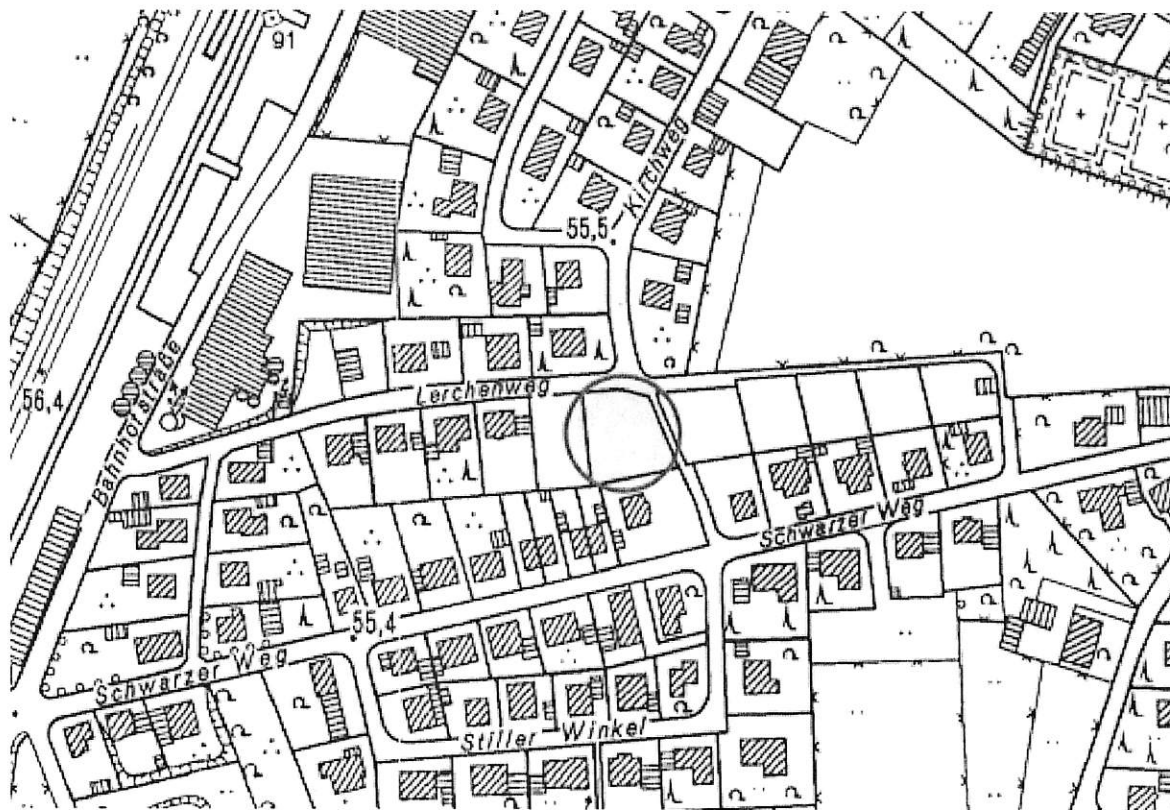 91
Kirchweg
55,5
Bahnhofstraße
56,4
Lerchenweg
Schwarzer Weg
55,4
Schwarzer Weg
Stiller Winkel